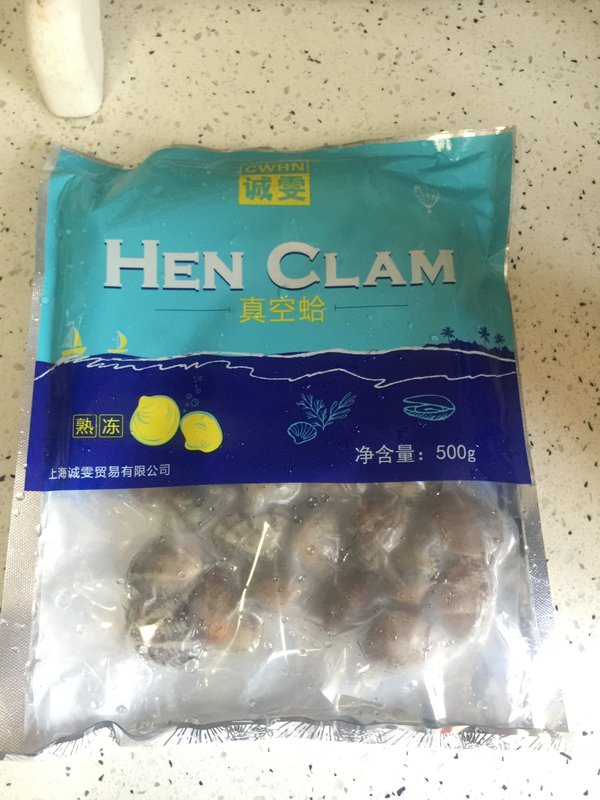 CWHN
诚雯
HEN CLAM
真空蛤
熟冻
净含量：500g
上海诚雯贸易有限公司